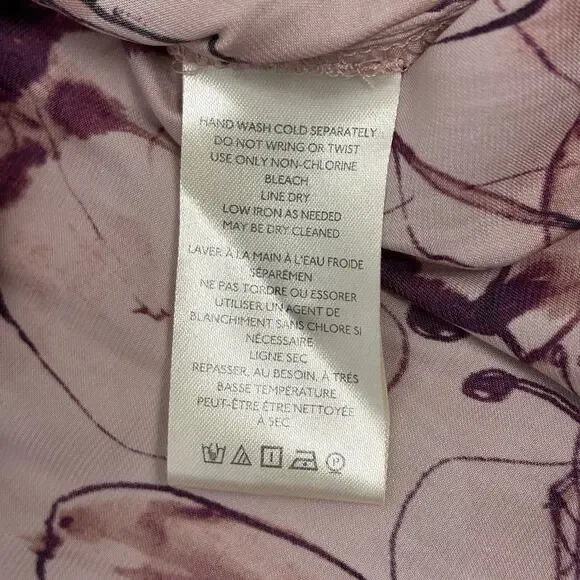 HAND WASH COLD SEPARATELY
DO NOT WRING OR TWIST
USE ONLY NON-CHLORINE
BLEACH
LINE DRY
LOW IRON AS NEEDED
MAY BE DRY CLEANED
LAVER À LA MAIN À L'EAU FROIDE
SÉPARÉMEN
NE PAS TORDRE OU ESSORER
UTILISER UN AGENT DE
BLANCHIMENT SANS CHLORE SI
NÉCESSAIRE
LIGNE SEC
REPASSER, AU BESOIN, À TRÉS
BASSE TEMPÉRATURE
PEUT-ÊTRE ÊTRE NETTOYÉE
À SEC
P